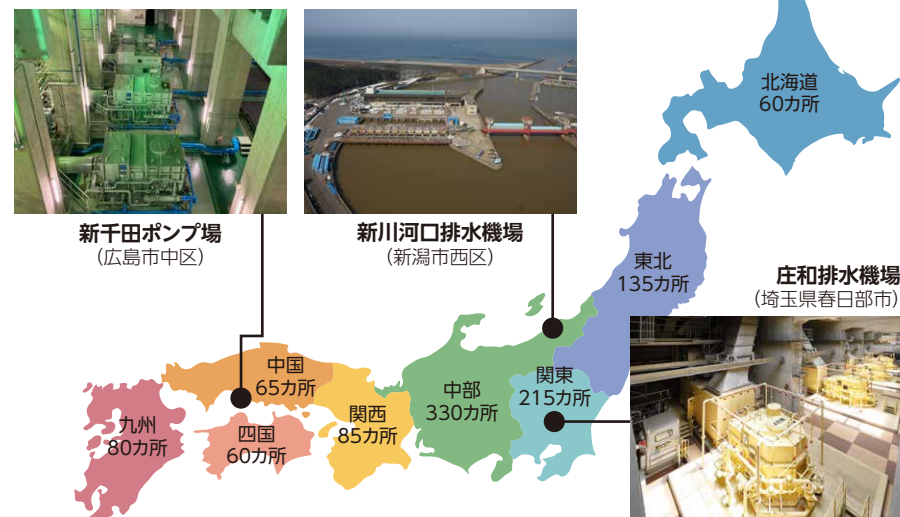 新千田ポンプ場
（広島市中区）
新川河口排水機場
（新潟市西区）
庄和排水機場
（埼玉県春日部市）
北海道
60カ所
東北
135カ所
関東
215カ所
中部
330カ所
関西
85カ所
中国
65カ所
四国
60カ所
九州
80カ所